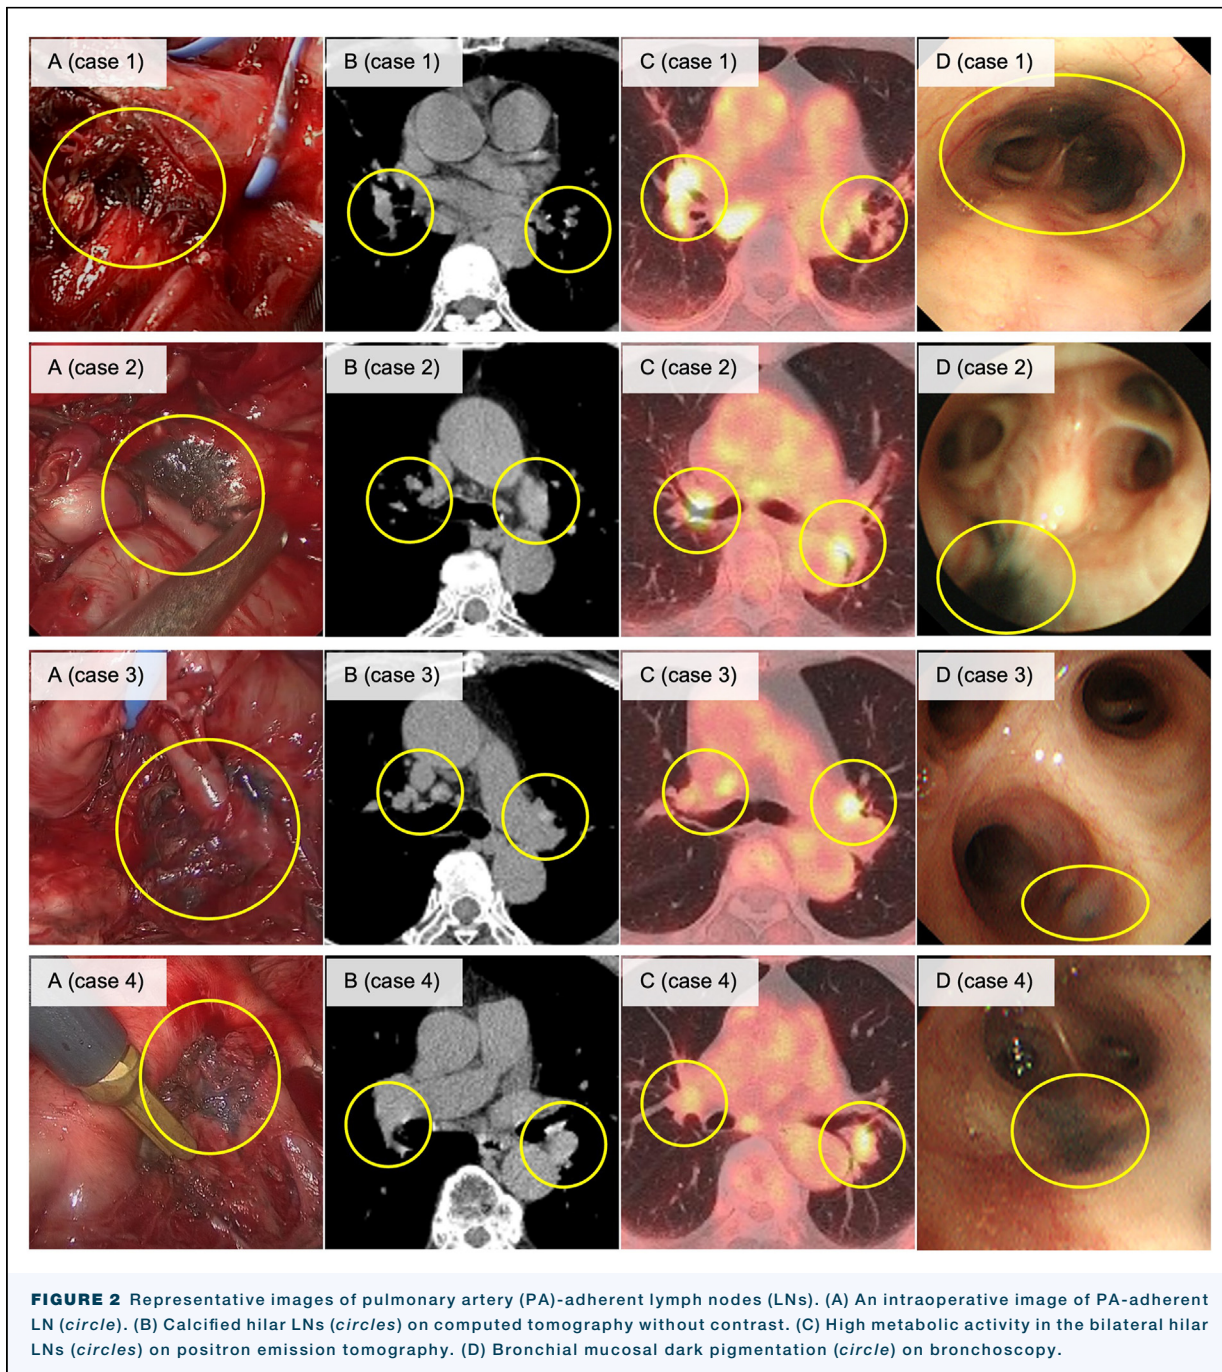 A (case 1)
B (case 1)
C (case 1)
D (case 1)
A (case 2)
B (case 2)
C (case 2)
D (case 2)
A (case 3)
B (case 3)
C (case 3)
D (case 3)
A (case 4)
B (case 4)
C (case 4)
D (case 4)
FIGURE 2 Representative images of pulmonary artery (PA)-adherent lymph nodes (LNs). (A) An intraoperative image of PA-adherent
LN (circle). (B) Calcified hilar LNs (circles) on computed tomography without contrast. (C) High metabolic activity in the bilateral hilar
LNs (circles) on positron emission tomography. (D) Bronchial mucosal dark pigmentation (circle) on bronchoscopy.